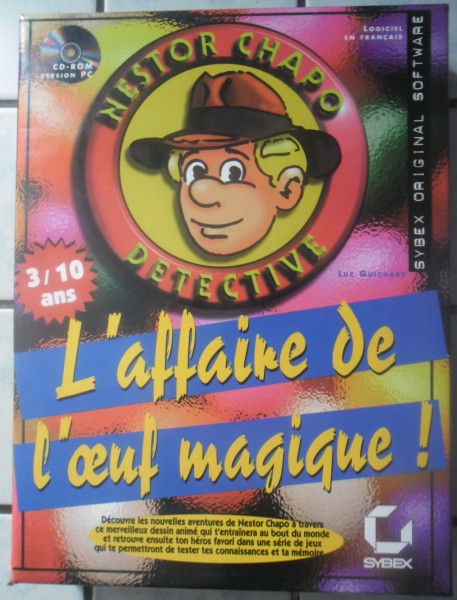 CD-ROM
VERSION PC
LOGICIEL
EN FRANÇAIS
NESTOR CHAPO
DETECTIVE
SYBEX ORIGINAL SOFTWARE
LUC GUICHARD
3/10
ans
L'affaire de
l'œuf magique !
Découvre les nouvelles aventures de Nestor Chapo à travers
ce merveilleux dessin animé qui t'entraînera au bout du monde
et retrouve ensuite ton héros favori dans une série de jeux
qui te permettront de tester tes connaissances et ta mémoire.
SYBEX